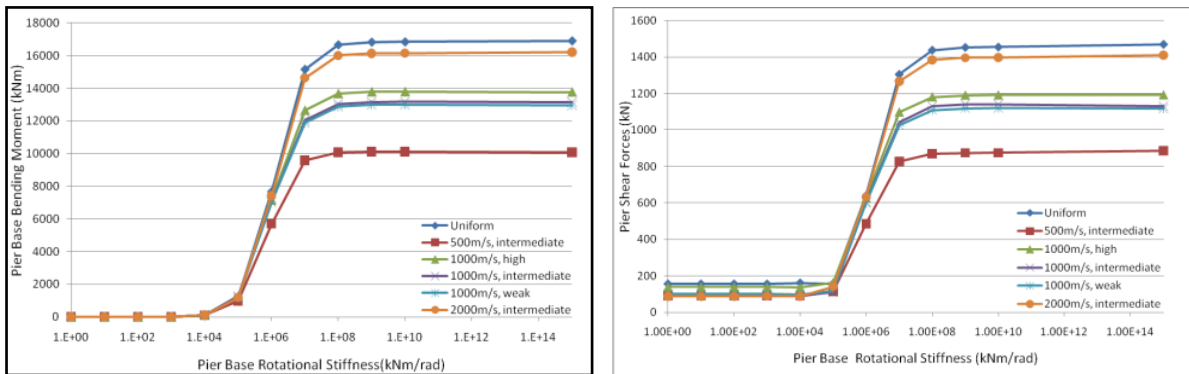 18000
16000
14000
12000
10000
8000
6000
4000
2000
0
Pier Base Bending Moment (kNm)
Uniform
500m/s, intermediate
1000m/s, high
1000m/s, intermediate
1000m/s, weak
2000m/s, intermediate
1.E+00 1.E+02 1.E+04 1.E+06 1.E+08 1.E+10 1.E+12 1.E+14
Pier Base Rotational Stiffness(kNm/rad)
1600
1400
1200
1000
800
600
400
200
0
Pier Shear Forces (kN)
Uniform
500m/s, intermediate
1000m/s, high
1000m/s, intermediate
1000m/s, weak
2000m/s, intermediate
1.00E+00 1.00E+02 1.00E+04 1.00E+06 1.00E+08 1.00E+10 1.00E+12 1.00E+14
Pier Base Rotational Stiffness(kNm/rad)